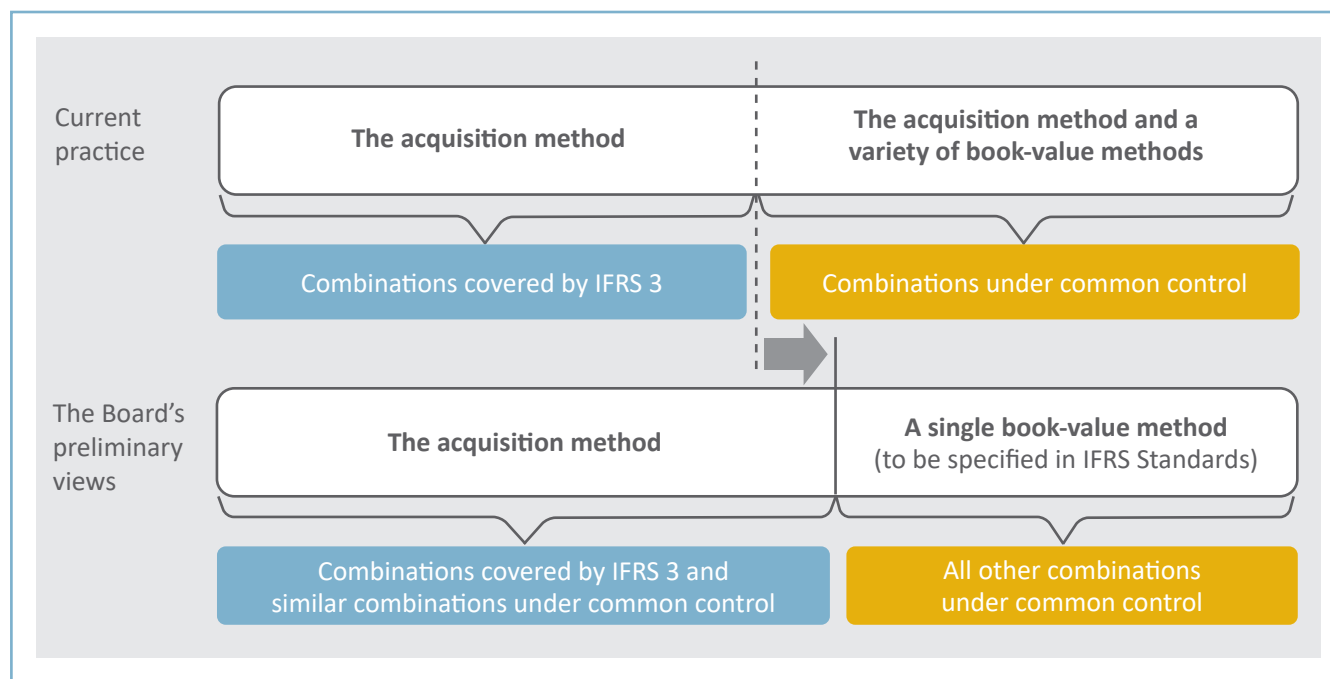 Current
practice
The acquisition method
The acquisition method and a
variety of book-value methods
Combinations covered by IFRS 3
Combinations under common control
The Board’s
preliminary
views
The acquisition method
A single book-value method
(to be specified in IFRS Standards)
Combinations covered by IFRS 3 and
similar combinations under common control
All other combinations
under common control